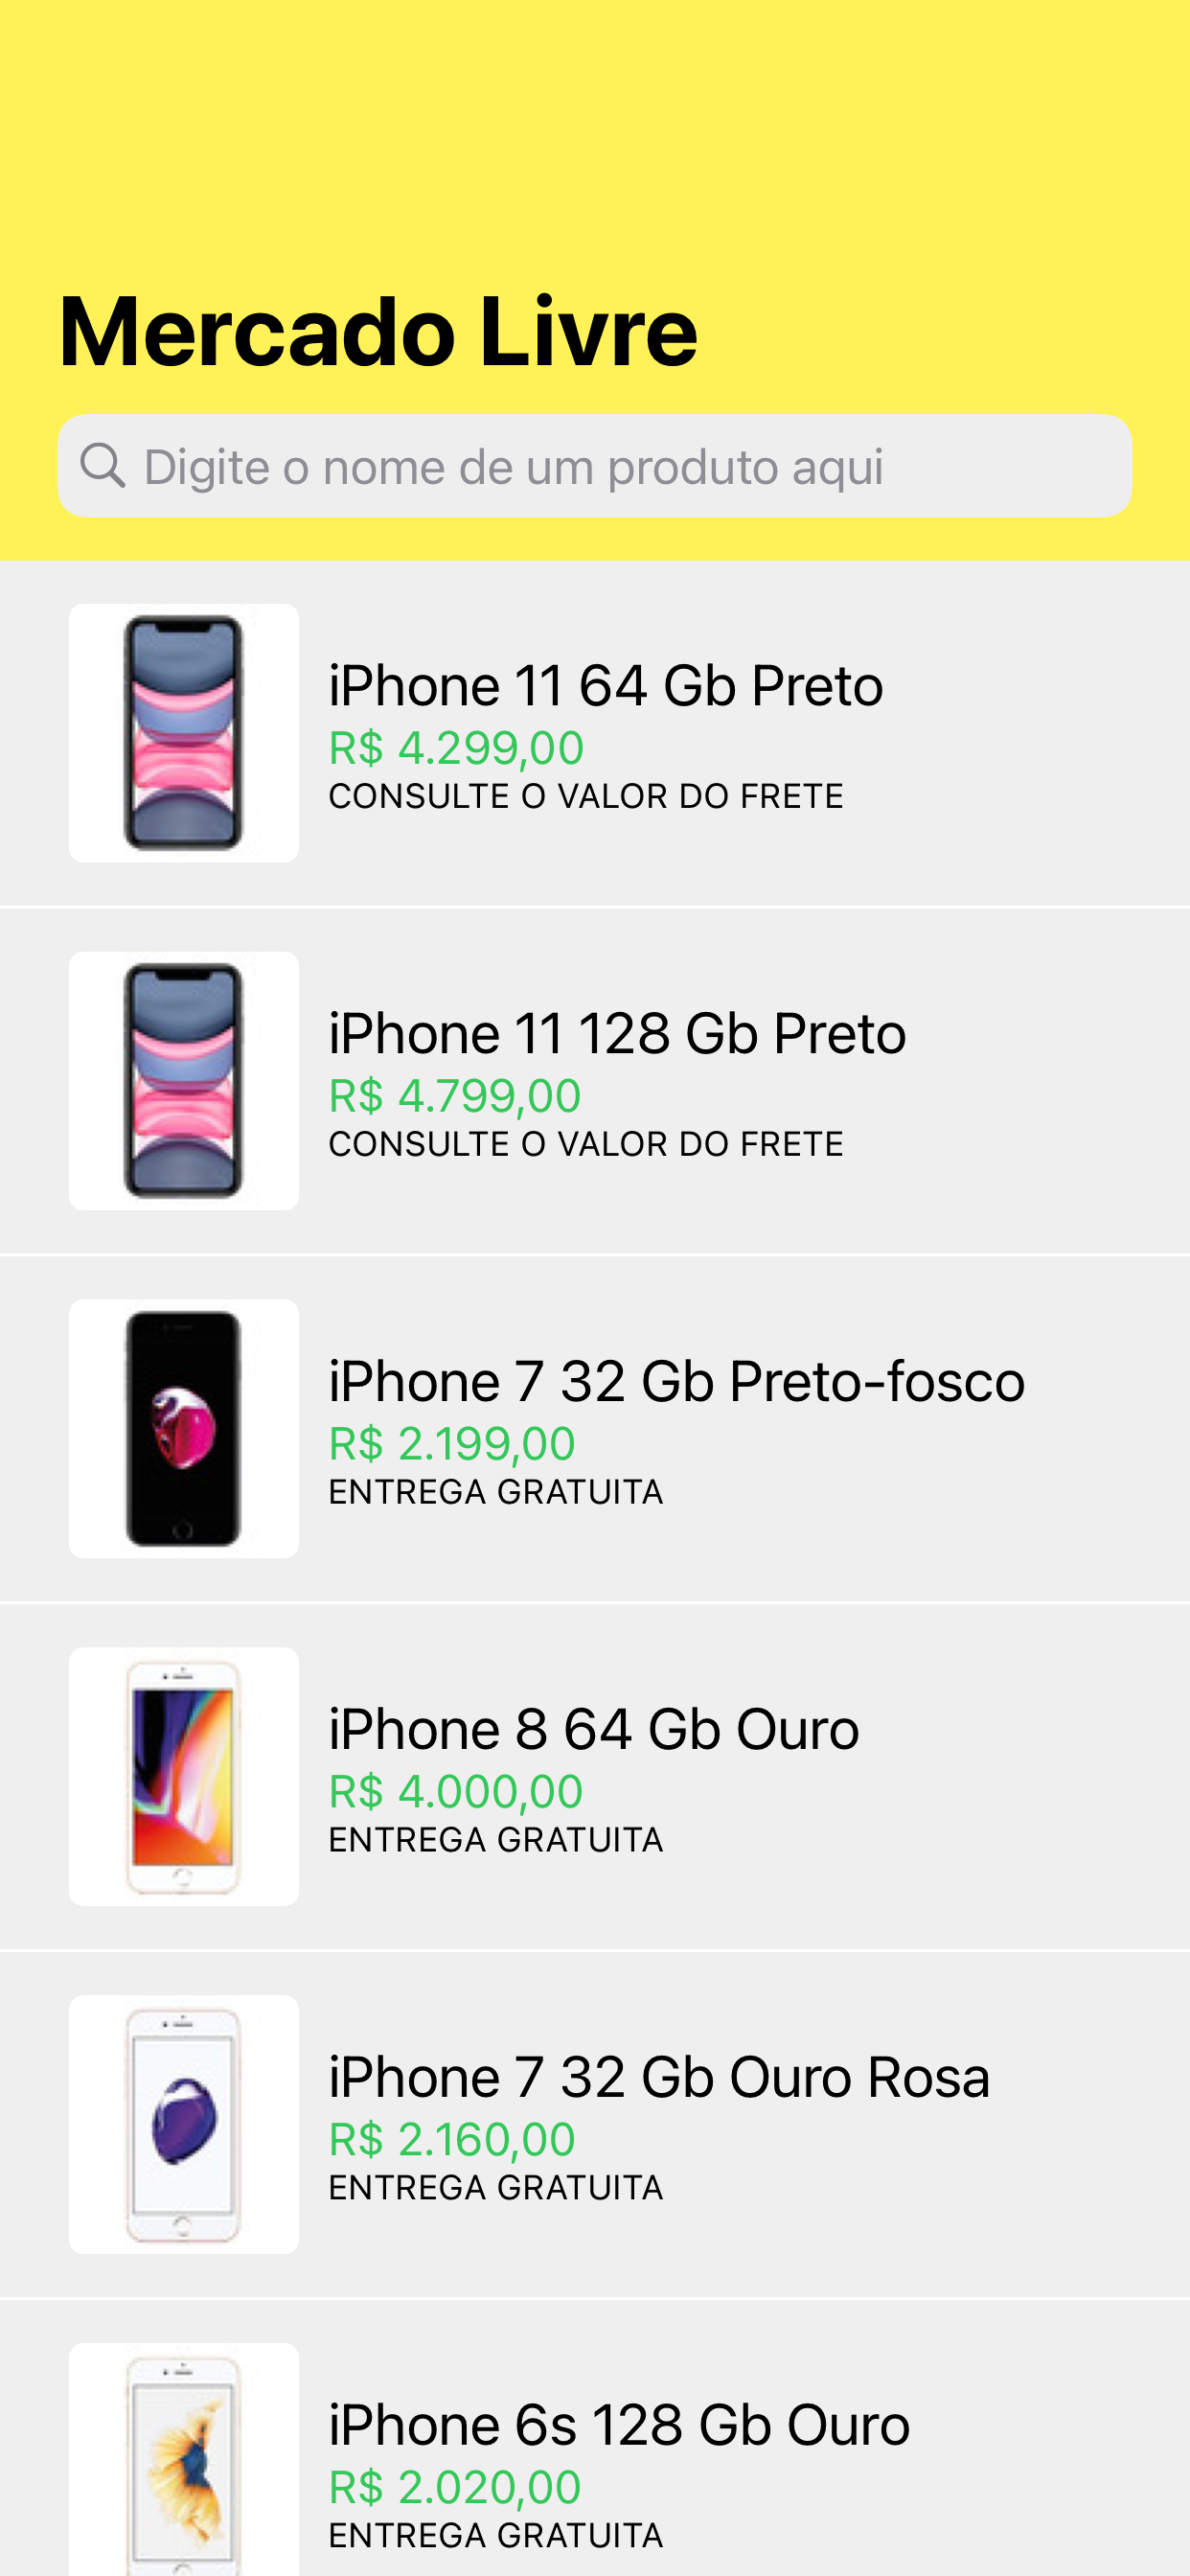 Mercado Livre
Digite o nome de um produto aqui
iPhone 11 64 Gb Preto
R$ 4.299,00
CONSULTE O VALOR DO FRETE
iPhone 11 128 Gb Preto
R$ 4.799,00
CONSULTE O VALOR DO FRETE
iPhone 7 32 Gb Preto-fosco
R$ 2.199,00
ENTREGA GRATUITA
iPhone 8 64 Gb Ouro
R$ 4.000,00
ENTREGA GRATUITA
iPhone 7 32 Gb Ouro Rosa
R$ 2.160,00
ENTREGA GRATUITA
iPhone 6s 128 Gb Ouro
R$ 2.020,00
ENTREGA GRATUITA